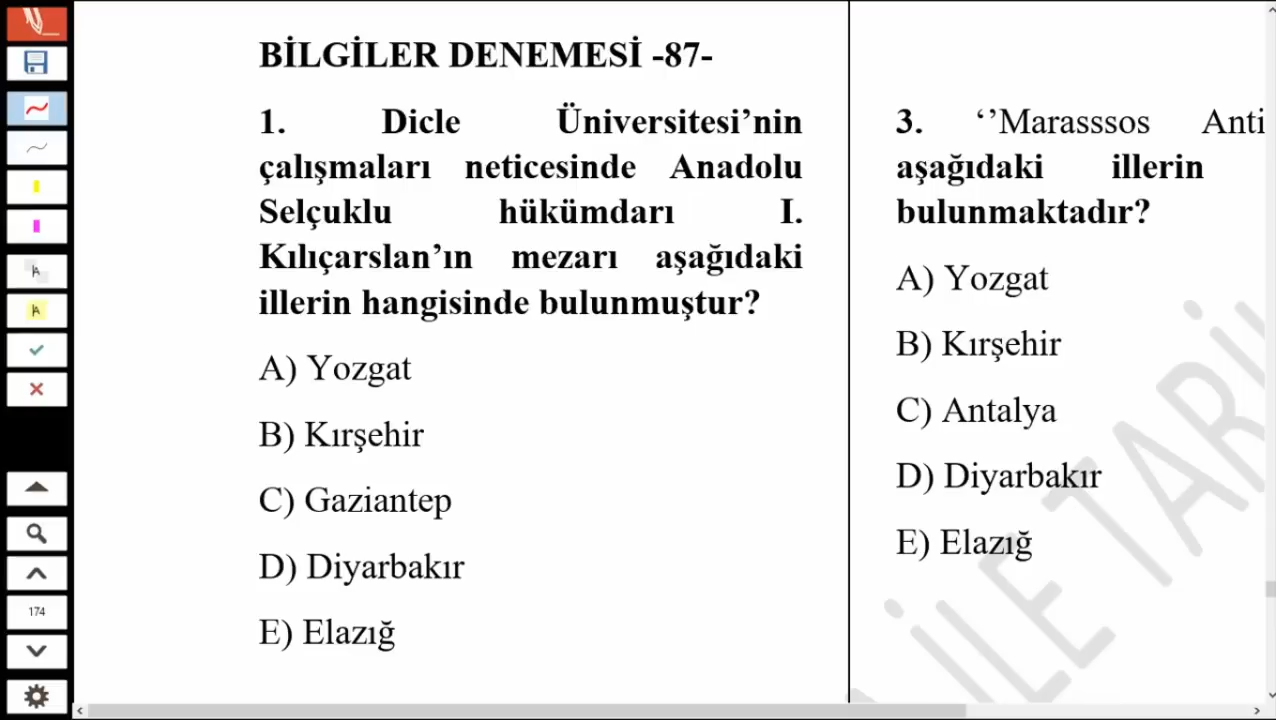 BİLGİLER DENEMESİ -87-
1. Dicle Üniversitesi’nin
çalışmaları neticesinde Anadolu
Selçuklu hükümdarı I.
Kılıçarslan’ın mezarı aşağıdaki
illerin hangisinde bulunmuştur?
A) Yozgat
B) Kırşehir
C) Gaziantep
D) Diyarbakır
E) Elazığ
3. ‘’Marasssos Anti
aşağıdaki illerin
bulunmaktadır?
A) Yozgat
B) Kırşehir
C) Antalya
D) Diyarbakır
E) Elazığ
İLE TARİ
174